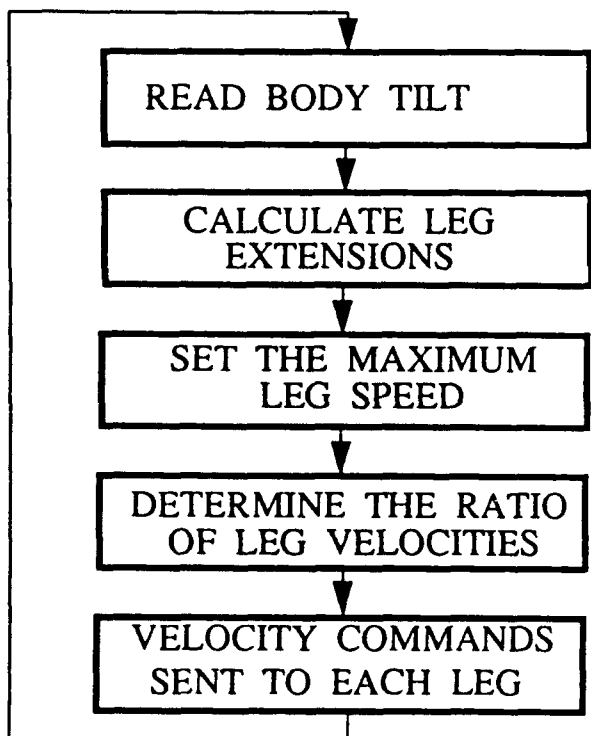 READ BODY TILT
CALCULATE LEG
EXTENSIONS
SET THE MAXIMUM
LEG SPEED
DETERMINE THE RATIO
OF LEG VELOCITIES
VELOCITY COMMANDS
SENT TO EACH LEG